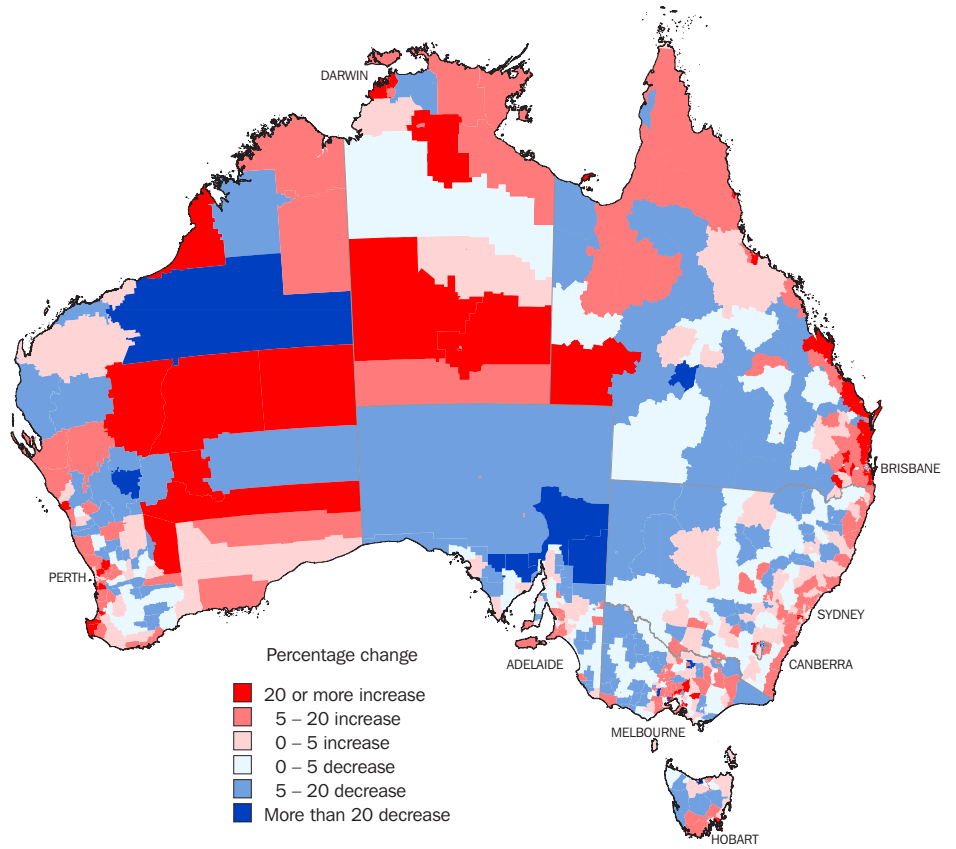 DARWIN
BRISBANE
PERTH
SYDNEY
ADELAIDE
CANBERRA
MELBOURNE
HOBART
Percentage change
20 or more increase
5 – 20 increase
0 – 5 increase
0 – 5 decrease
5 – 20 decrease
More than 20 decrease